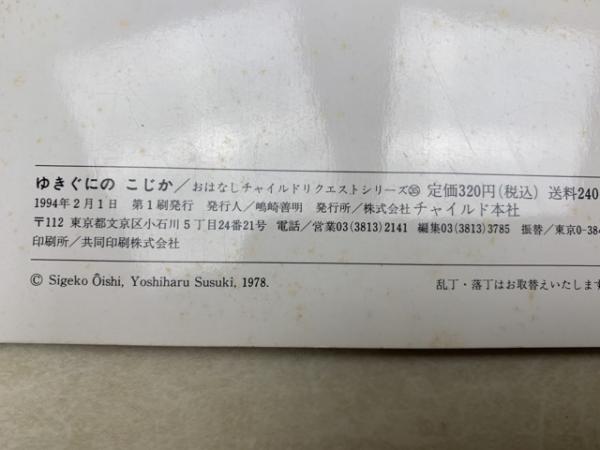 ゆきぐにの こじか／おはなしチャイルドリクエストシリーズ㉟ 定価320円(税込) 送料240
1994年2月1日 第1刷発行 発行人／嶋崎善明 発行所／株式会社チャイルド本社
〒112 東京都文京区小石川5丁目24番21号 電話／営業03(3813)2141 編集03(3813)3785 振替／東京0-384
印刷所／共同印刷株式会社
© Sigeko Ôishi, Yoshiharu Susuki, 1978.
乱丁・落丁はお取替えいたします